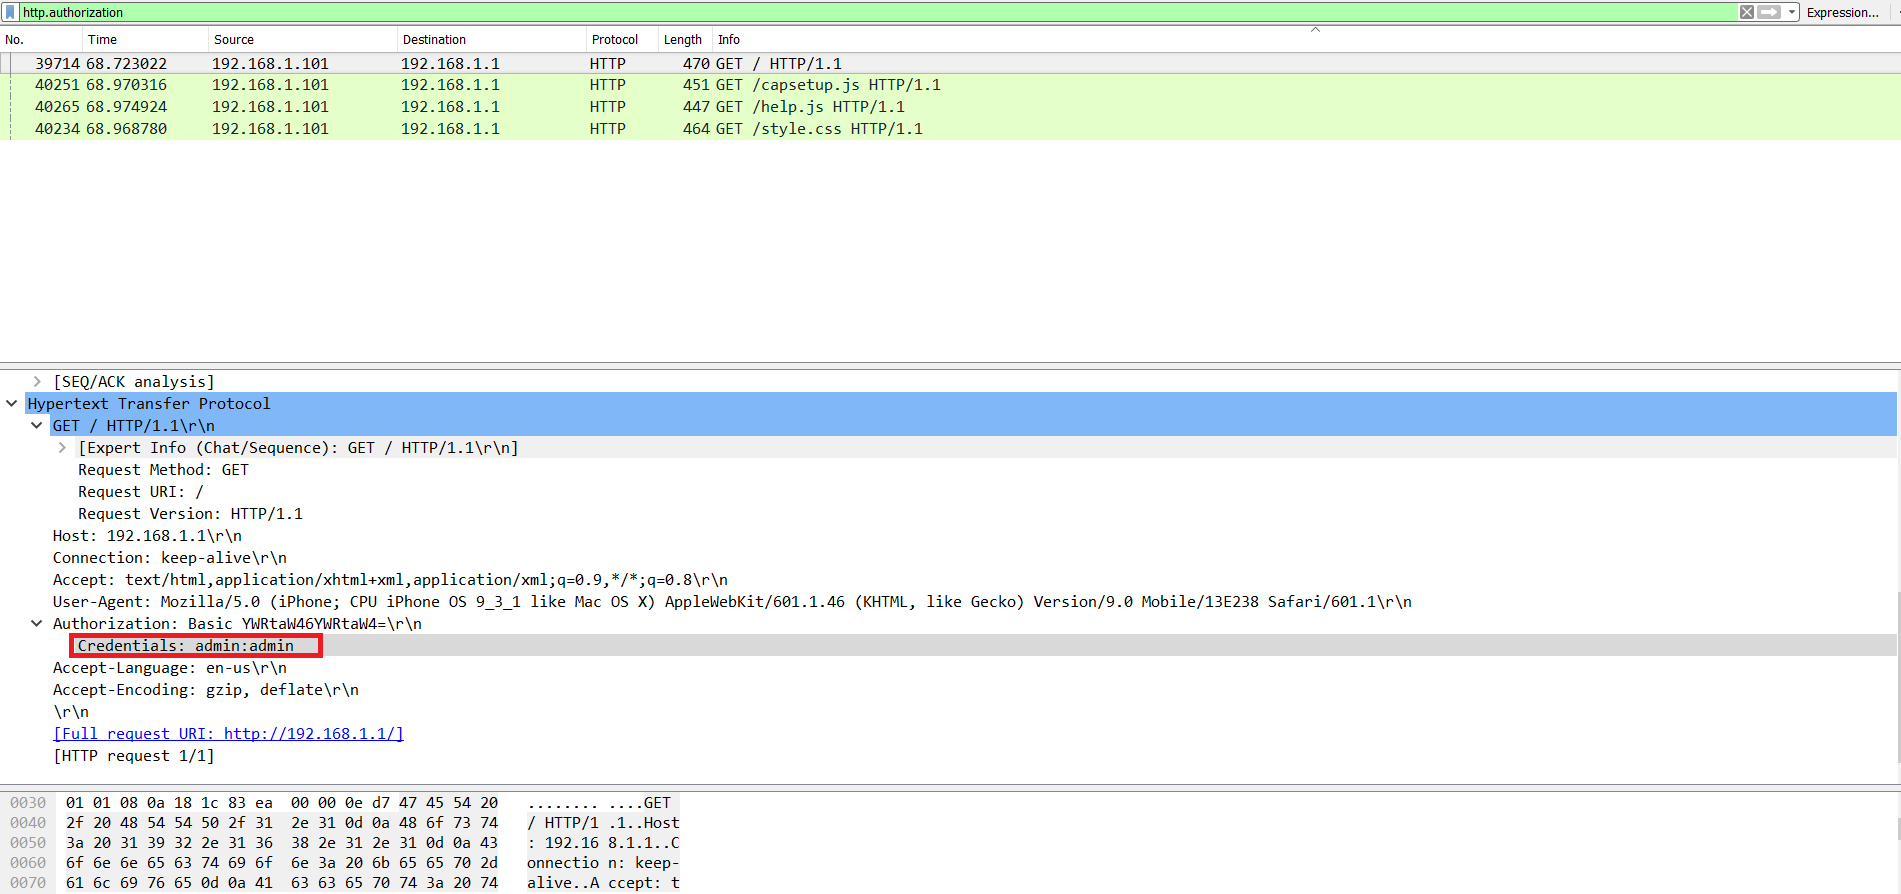 http.authorization Expression...
No. Time Source Destination Protocol Length Info
39714 68.723022 192.168.1.101 192.168.1.1 HTTP 470 GET / HTTP/1.1
40251 68.970316 192.168.1.101 192.168.1.1 HTTP 451 GET /capsetup.js HTTP/1.1
40265 68.974924 192.168.1.101 192.168.1.1 HTTP 447 GET /help.js HTTP/1.1
40234 68.968780 192.168.1.101 192.168.1.1 HTTP 464 GET /style.css HTTP/1.1
[SEQ/ACK analysis]
Hypertext Transfer Protocol
GET / HTTP/1.1\r\n
[Expert Info (Chat/Sequence): GET / HTTP/1.1\r\n]
Request Method: GET
Request URI: /
Request Version: HTTP/1.1
Host: 192.168.1.1\r\n
Connection: keep-alive\r\n
Accept: text/html,application/xhtml+xml,application/xml;q=0.9,*/*;q=0.8\r\n
User-Agent: Mozilla/5.0 (iPhone; CPU iPhone OS 9_3_1 like Mac OS X) AppleWebKit/601.1.46 (KHTML, like Gecko) Version/9.0 Mobile/13E238 Safari/601.1\r\n
Authorization: Basic YWRtaW46YWRtaW4=\r\n
Credentials: admin:admin
Accept-Language: en-us\r\n
Accept-Encoding: gzip, deflate\r\n
\r\n
[Full request URI: http://192.168.1.1/]
[HTTP request 1/1]
0030 01 01 08 0a 18 1c 83 ea 00 00 0e d7 47 45 54 20 ........ ....GET
0040 2f 20 48 54 54 50 2f 31 2e 31 0d 0a 48 6f 73 74 / HTTP/1 .1..Host
0050 3a 20 31 39 32 2e 31 36 38 2e 31 2e 31 0d 0a 43 : 192.16 8.1.1..C
0060 6f 6e 6e 65 63 74 69 6f 6e 3a 20 6b 65 65 70 2d onnectio n: keep-
0070 61 6c 69 76 65 0d 0a 41 63 63 65 70 74 3a 20 74 alive..A ccept: t